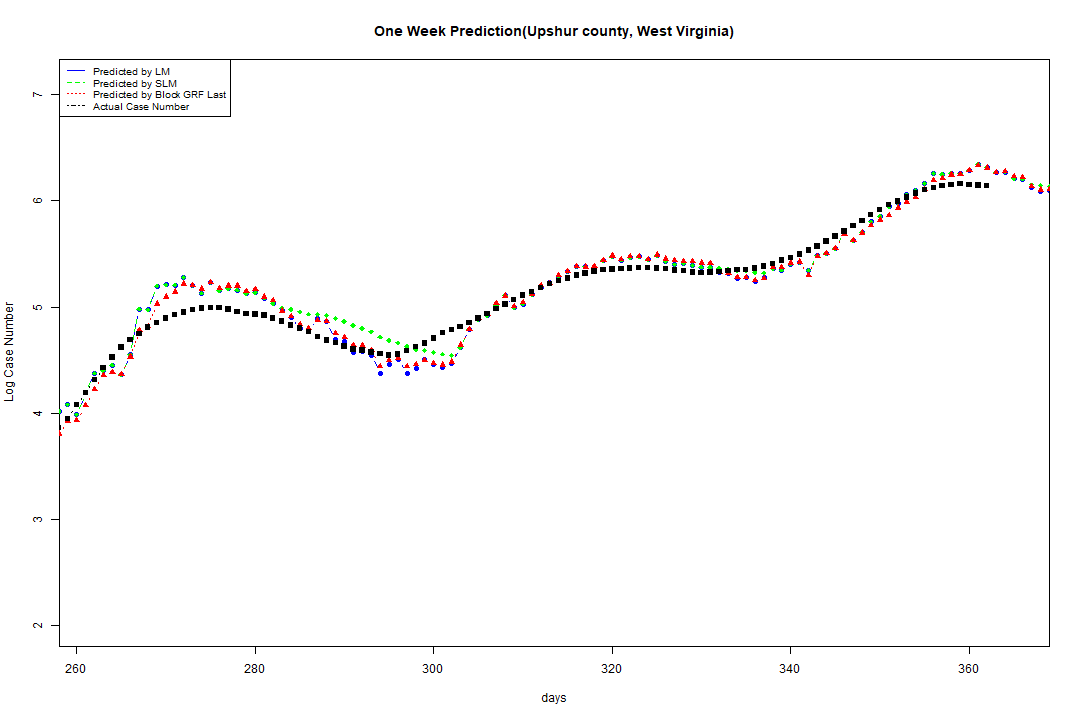 One Week Prediction(Upshur county, West Virginia)
Predicted by LM
Predicted by SLM
Predicted by Block GRF Last
Actual Case Number
7
6
5
4
3
2
Log Case Number
260 280 300 320 340 360
days